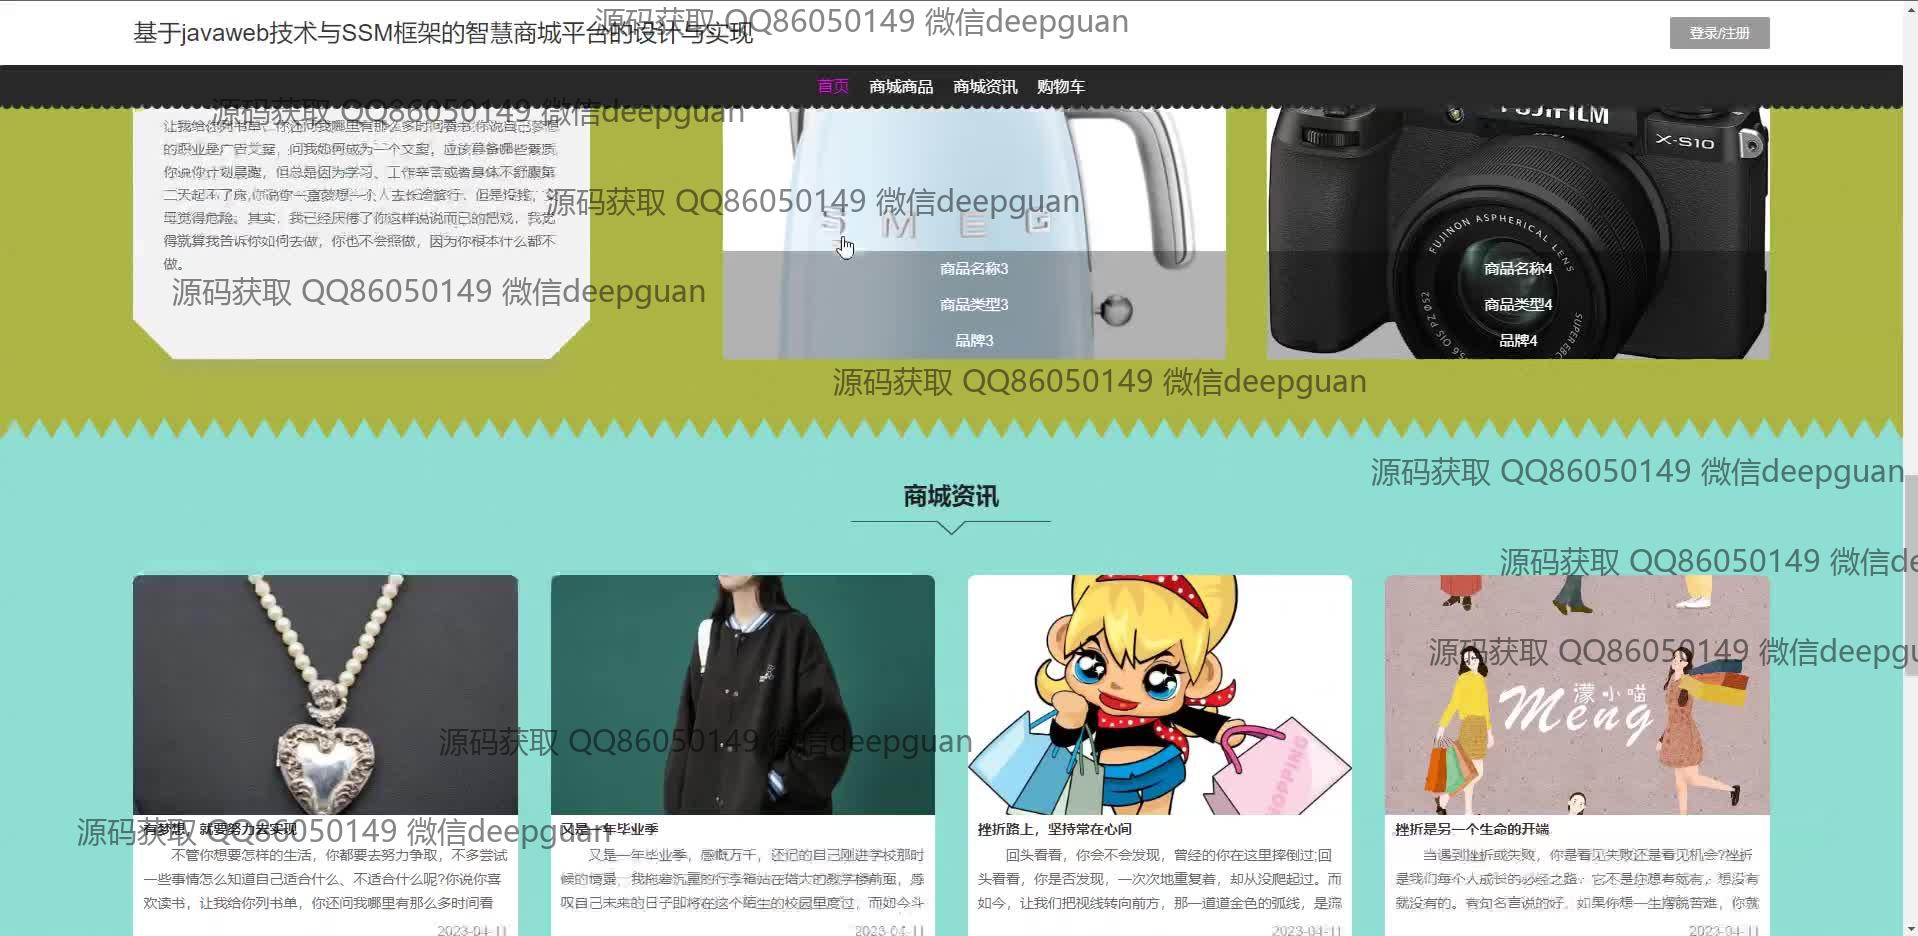 基于javaweb技术与SSM框架的智慧商城平台的设计与实现
源码获取 QQ86050149 微信deepguan
登录/注册
首页
商城商品
商城资讯
购物车
源码获取 QQ86050149 微信deepguan
FUJIFILM
X-S10
让我给你列书单，你还问我哪里有那么多时间看书;你说自己梦想
的职业是广告文案，问我如何成为一个文案，应该具备哪些素质;
你说你计划晨跑，但总是因为学习、工作辛苦或者身体不舒服第
二天起不了床;你说你一直梦想一个人去长途旅行，但是没钱，父
母觉得危险。其实，我已经厌倦了你这样说说而已的把戏，我觉
得就算我告诉你如何去做，你也不会照做，因为你根本什么都不
做。
源码获取 QQ86050149 微信deepguan
SMEG
FUJINON ASPHERICAL LENS
商品名称3
商品类型3
品牌3
商品名称4
商品类型4
品牌4
源码获取 QQ86050149 微信deepguan
源码获取 QQ86050149 微信deepguan
源码获取 QQ86050149 微信deepguan
商城资讯
源码获取 QQ86050149 微信de
源码获取 QQ86050149 微信deepgu
濛小喵
Meng
SHOPPING
源码获取 QQ86050149 微信deepguan
源码获取 QQ86050149 微信deepguan
有梦想，就要努力去实现
不管你想要怎样的生活，你都要去努力争取，不多尝试
一些事情怎么知道自己适合什么、不适合什么呢?你说你喜
欢读书，让我给你列书单，你还问我哪里有那么多时间看
2023-04-11
又是一年毕业季
又是一年毕业季，感慨万千，还记的自己刚进学校那时
候的情景，我拖着沉重的行李箱站在偌大的教学楼前面，感
叹自己未来的日子即将在这个陌生的校园里度过，而如今斗
2023-04-11
挫折路上，坚持常在心间
回头看看，你会不会发现，曾经的你在这里摔倒过;回
头看看，你是否发现，一次次地重复着，却从没爬起过。而
如今，让我们把视线转向前方，那一道道金色的弧线，是流
2023-04-11
挫折是另一个生命的开端
当遇到挫折或失败，你是看见失败还是看见机会?挫折
是我们每个人成长的必经之路，它不是你想有就有，想没有
就没有的。有句名言说的好，如果你想一生摆脱苦难，你就
2023-04-11